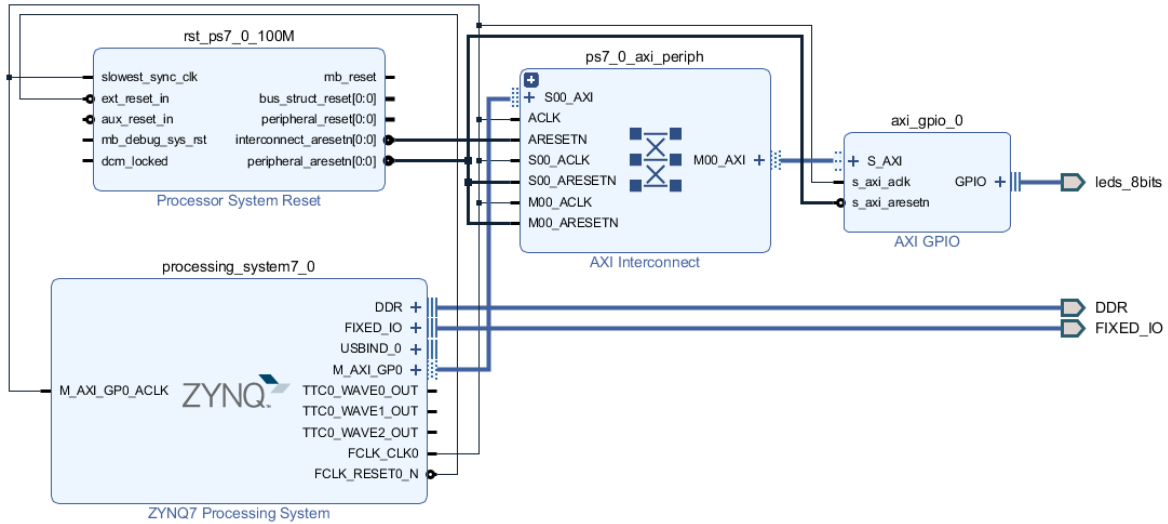 rst_ps7_0_100M
slowest_sync_clk
ext_reset_in
aux_reset_in
mb_debug_sys_rst
dcm_locked
mb_reset
bus_struct_reset[0:0]
peripheral_reset[0:0]
interconnect_aresetn[0:0]
peripheral_aresetn[0:0]
Processor System Reset
ps7_0_axi_periph
S00_AXI
ACLK
ARESETN
S00_ACLK
S00_ARESETN
M00_ACLK
M00_ARESETN
M00_AXI
AXI Interconnect
axi_gpio_0
S_AXI
s_axi_aclk
s_axi_aresetn
GPIO
AXI GPIO
leds_8bits
processing_system7_0
M_AXI_GP0_ACLK
ZYNQ
DDR
FIXED_IO
USBIND_0
M_AXI_GP0
TTC0_WAVE0_OUT
TTC0_WAVE1_OUT
TTC0_WAVE2_OUT
FCLK_CLK0
FCLK_RESET0_N
ZYNQ7 Processing System
DDR
FIXED_IO